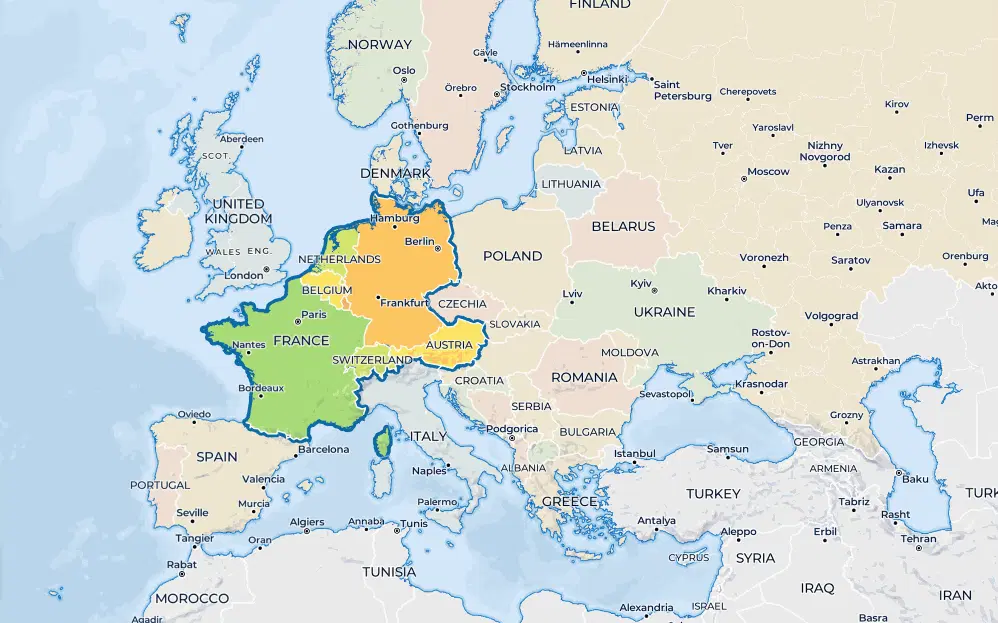 FINLAND
NORWAY
Hämeenlinna
Gävle
Oslo
Helsinki
Örebro
Stockholm
Saint
Petersburg
Cherepovets
Kirov
ESTONIA
Perm
Gothenburg
Yaroslavl
Aberdeen
Tver
Nizhny
Novgorod
Izhevsk
SCOT.
LATVIA
DENMARK
Moscow
Kazan
LITHUANIA
Ufa
UNITED
KINGDOM
Ulyanovsk
Hamburg
BELARUS
Penza
Samara
Mag
Berlin
WALES
ENG.
NETHERLANDS
POLAND
Voronezh
Saratov
Orenburg
London
BELGIUM
Kyiv
Kharkiv
Akto
Lviv
Frankfurt
CZECHIA
Paris
UKRAINE
Volgograd
SLOVAKIA
Rostov-
on-Don
FRANCE
Nantes
AUSTRIA
MOLDOVA
SWITZERLAND
Astrakhan
ROMANIA
CROATIA
Krasnodar
Bordeaux
Sevastopol
SERBIA
Oviedo
Grozny
Podgorica
BULGARIA
ITALY
GEORGIA
Barcelona
Istanbul
Samsun
SPAIN
ALBANIA
ARMENIA
Naples
Valencia
Baku
PORTUGAL
TURKEY
TURK
GREECE
Murcia
Palermo
Tabriz
Seville
Rasht
Algiers
Annaba
Tunis
Antalya
Aleppo
Erbil
Tangier
Oran
Tehran
CYPRUS
SYRIA
Rabat
TUNISIA
IRAQ
IRAN
MOROCCO
Alexandria
ISRAEL
Agadir
Basra